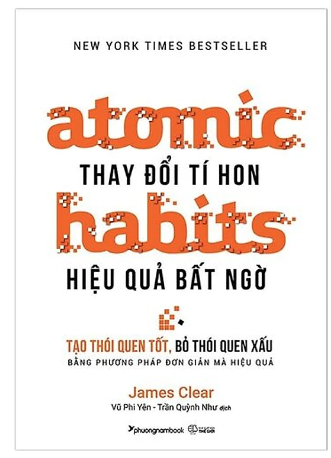 NEW YORK TIMES BESTSELLER
atomic
THAY ĐỔI TÍ HON
habits
HIỆU QUẢ BẤT NGỜ
TẠO THÓI QUEN TỐT, BỎ THÓI QUEN XẤU
BẰNG PHƯƠNG PHÁP ĐƠN GIẢN MÀ HIỆU QUẢ
James Clear
Vũ Phi Yên - Trần Quỳnh Như dịch
phuongnambook THẾ GIỚI